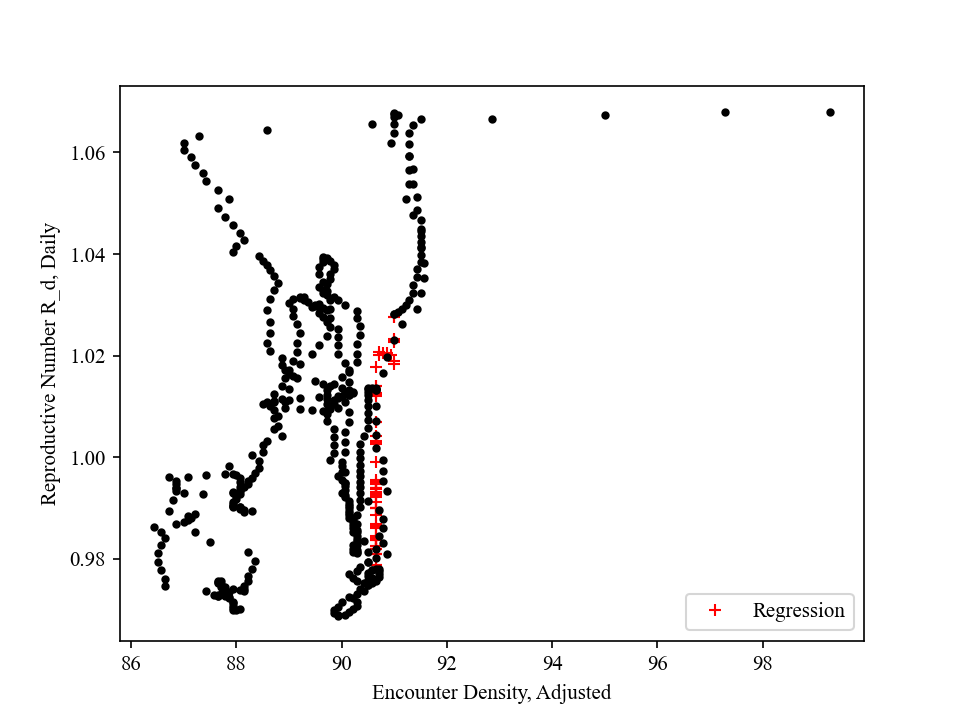 1.06
1.04
1.02
1.00
0.98
Reproductive Number R_d, Daily
Regression
86 88 90 92 94 96 98
Encounter Density, Adjusted